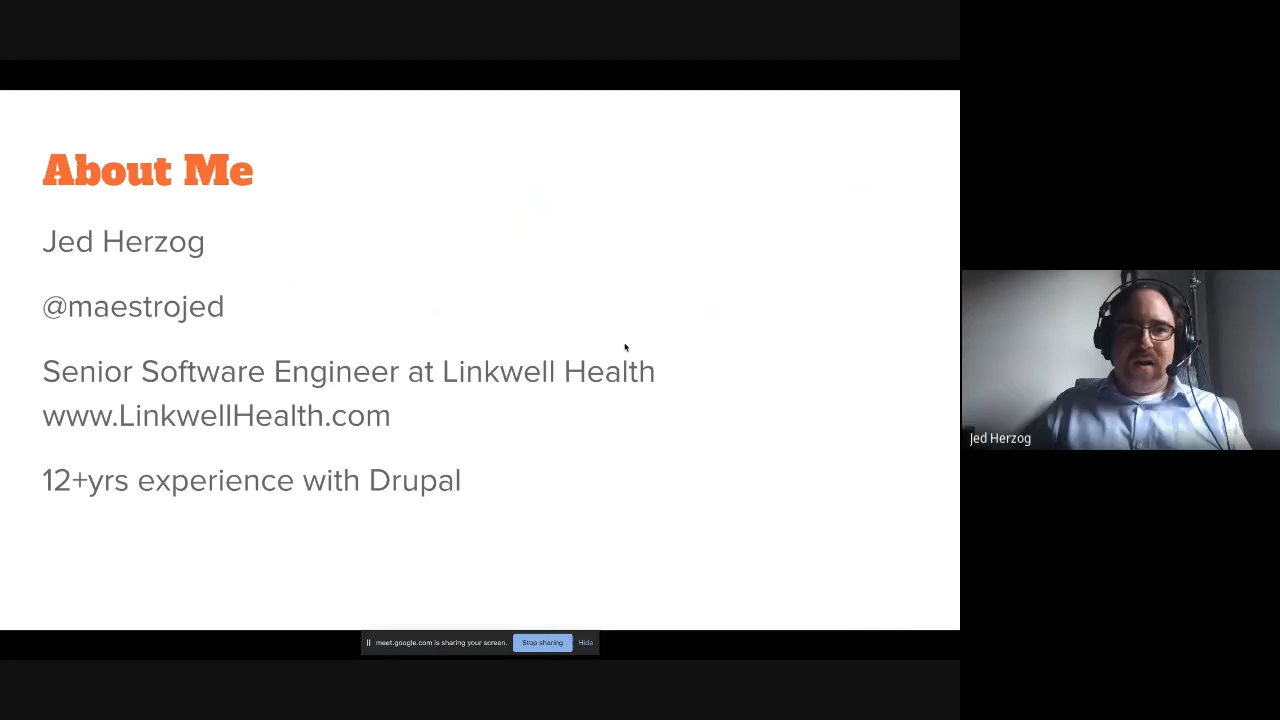 About Me
Jed Herzog
@maestrojed
Senior Software Engineer at Linkwell Health
www.LinkwellHealth.com
12+yrs experience with Drupal
Jed Herzog
meet.google.com is sharing your screen. Stop sharing Hide